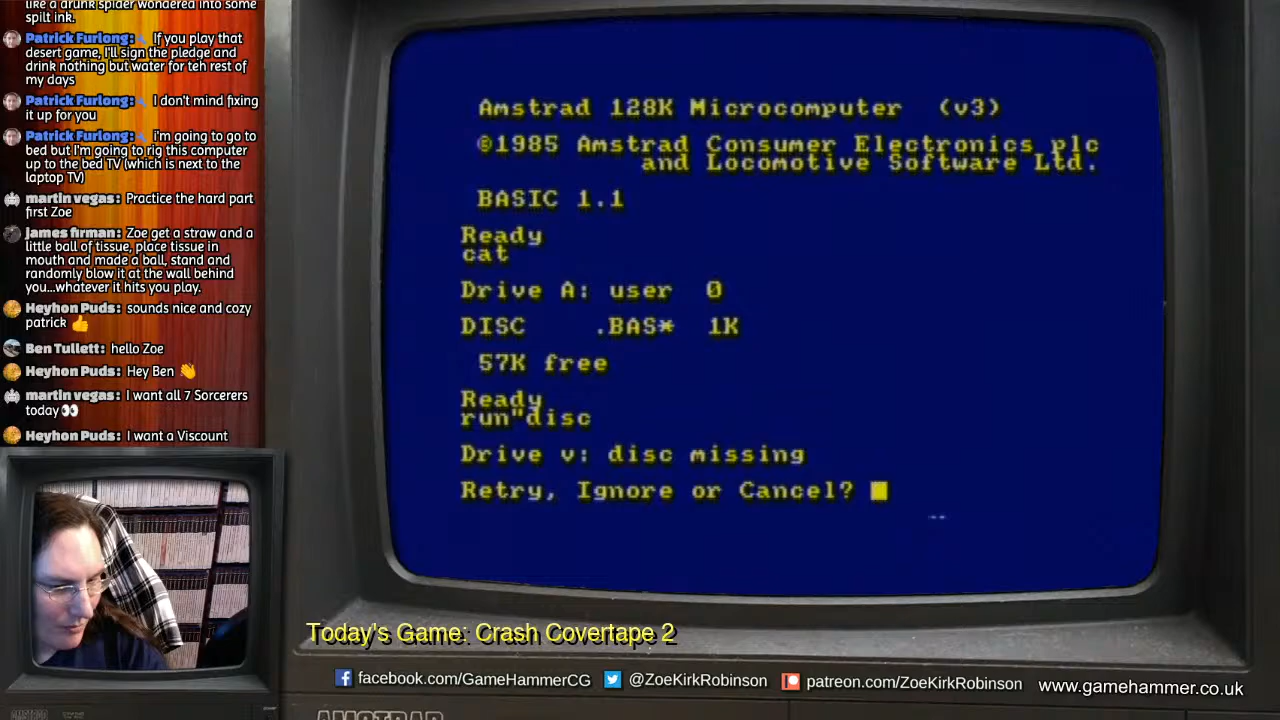 like a drunk spider wondered into some
spilt ink.
Patrick Furlong: If you play that
desert game, I'll sign the pledge and
drink nothing but water for teh rest of
my days
Patrick Furlong: I don't mind fixing
it up for you
Patrick Furlong: i'm going to go to
bed but I'm going to rig this computer
up to the bed TV (which is next to the
laptop TV)
martin vegas: Practice the hard part
first Zoe
james firman: Zoe get a straw and a
little ball of tissue, place tissue in
mouth and made a ball, stand and
randomly blow it at the wall behind
you...whatever it hits you play.
Heyhon Puds: sounds nice and cozy
patrick 👍
Ben Tullett: hello Zoe
Heyhon Puds: Hey Ben 👋
martin vegas: I want all 7 Sorcerers
today 👀
Heyhon Puds: I want a Viscount
Amstrad 128K Microcomputer (v3)
©1985 Amstrad Consumer Electronics plc
and Locomotive Software Ltd.
BASIC 1.1
Ready
cat
Drive A: user 0
DISC .BAS* 1K
57K free
Ready
run"disc
Drive v: disc missing
Retry, Ignore or Cancel?
Today's Game: Crash Covertape 2
facebook.com/GameHammerCG @ZoeKirkRobinson patreon.com/ZoeKirkRobinson www.gamehammer.co.uk
AMSTRAD